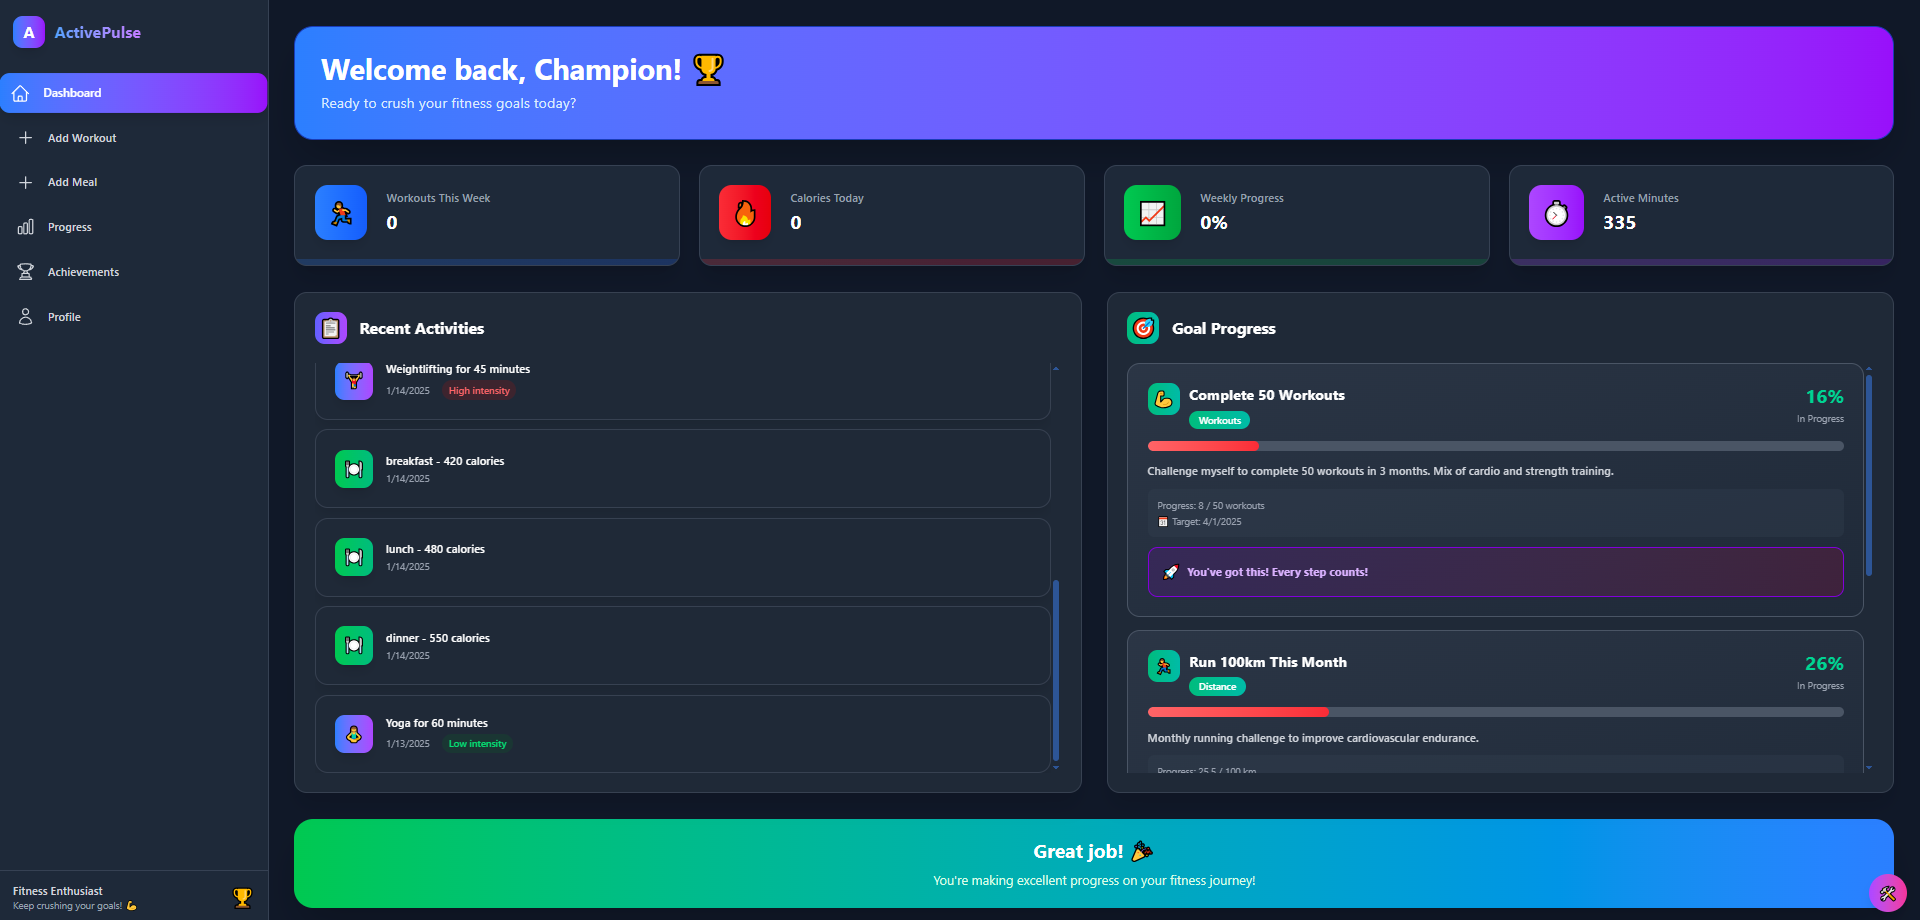 A ActivePulse
Dashboard
Add Workout
Add Meal
Progress
Achievements
Profile
Fitness Enthusiast
Keep crushing your goals! 💪
Welcome back, Champion! 🏆
Ready to crush your fitness goals today?
Workouts This Week
0
Calories Today
0
Weekly Progress
0%
Active Minutes
335
Recent Activities
Weightlifting for 45 minutes
1/14/2025 High intensity
breakfast - 420 calories
1/14/2025
lunch - 480 calories
1/14/2025
dinner - 550 calories
1/14/2025
Yoga for 60 minutes
1/13/2025 Low intensity
Goal Progress
Complete 50 Workouts
Workouts
16%
In Progress
Challenge myself to complete 50 workouts in 3 months. Mix of cardio and strength training.
Progress: 8 / 50 workouts
Target: 4/1/2025
🚀 You've got this! Every step counts!
Run 100km This Month
Distance
26%
In Progress
Monthly running challenge to improve cardiovascular endurance.
Progress: 25.5 / 100 km
Great job! 🎉
You're making excellent progress on your fitness journey!